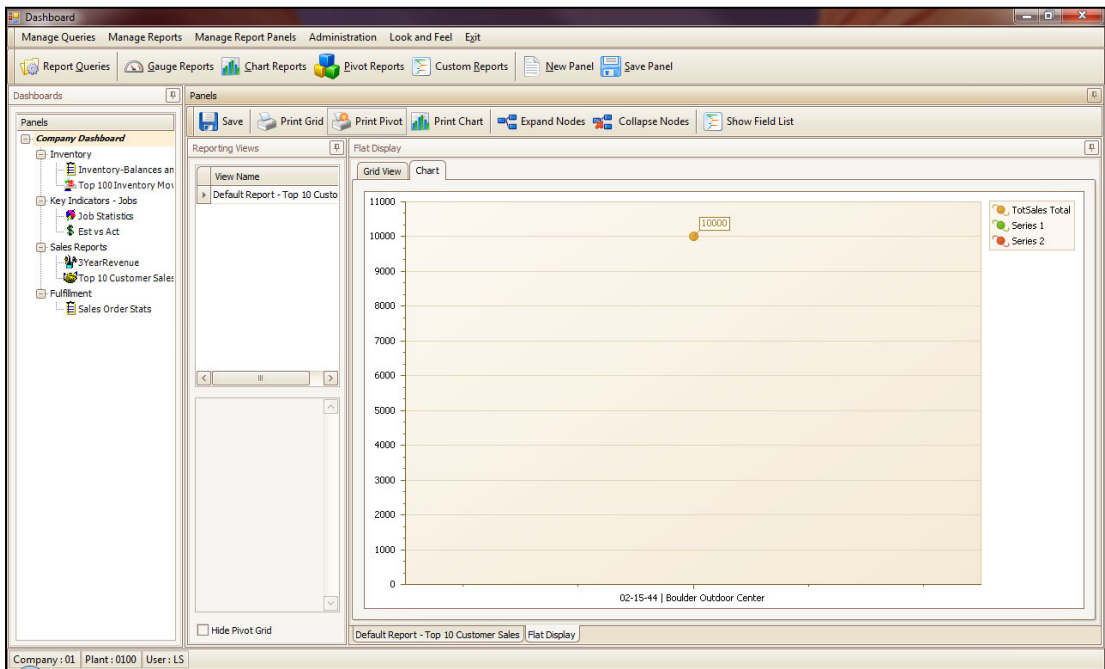 Dashboard
Manage Queries Manage Reports Manage Report Panels Administration Look and Feel Exit
Report Queries Gauge Reports Chart Reports Pivot Reports Custom Reports New Panel Save Panel
Dashboards
Panels
Company Dashboard
Inventory
Inventory-Balances an
Top 100 Inventory Mov
Key Indicators - Jobs
Job Statistics
Est vs Act
Sales Reports
3YearRevenue
Top 10 Customer Sales
Fulfilment
Sales Order Stats
Panels
Save Print Grid Print Pivot Print Chart Expand Nodes Collapse Nodes Show Field List
Reporting Views
View Name
Default Report - Top 10 Custo
Hide Pivot Grid
Flat Display
Grid View Chart
11000
10000
9000
8000
7000
6000
5000
4000
3000
2000
1000
0
10000
02-15-44 | Boulder Outdoor Center
TotSales Total
Series 1
Series 2
Default Report - Top 10 Customer Sales Flat Display
Company : 01 Plant : 0100 User : LS